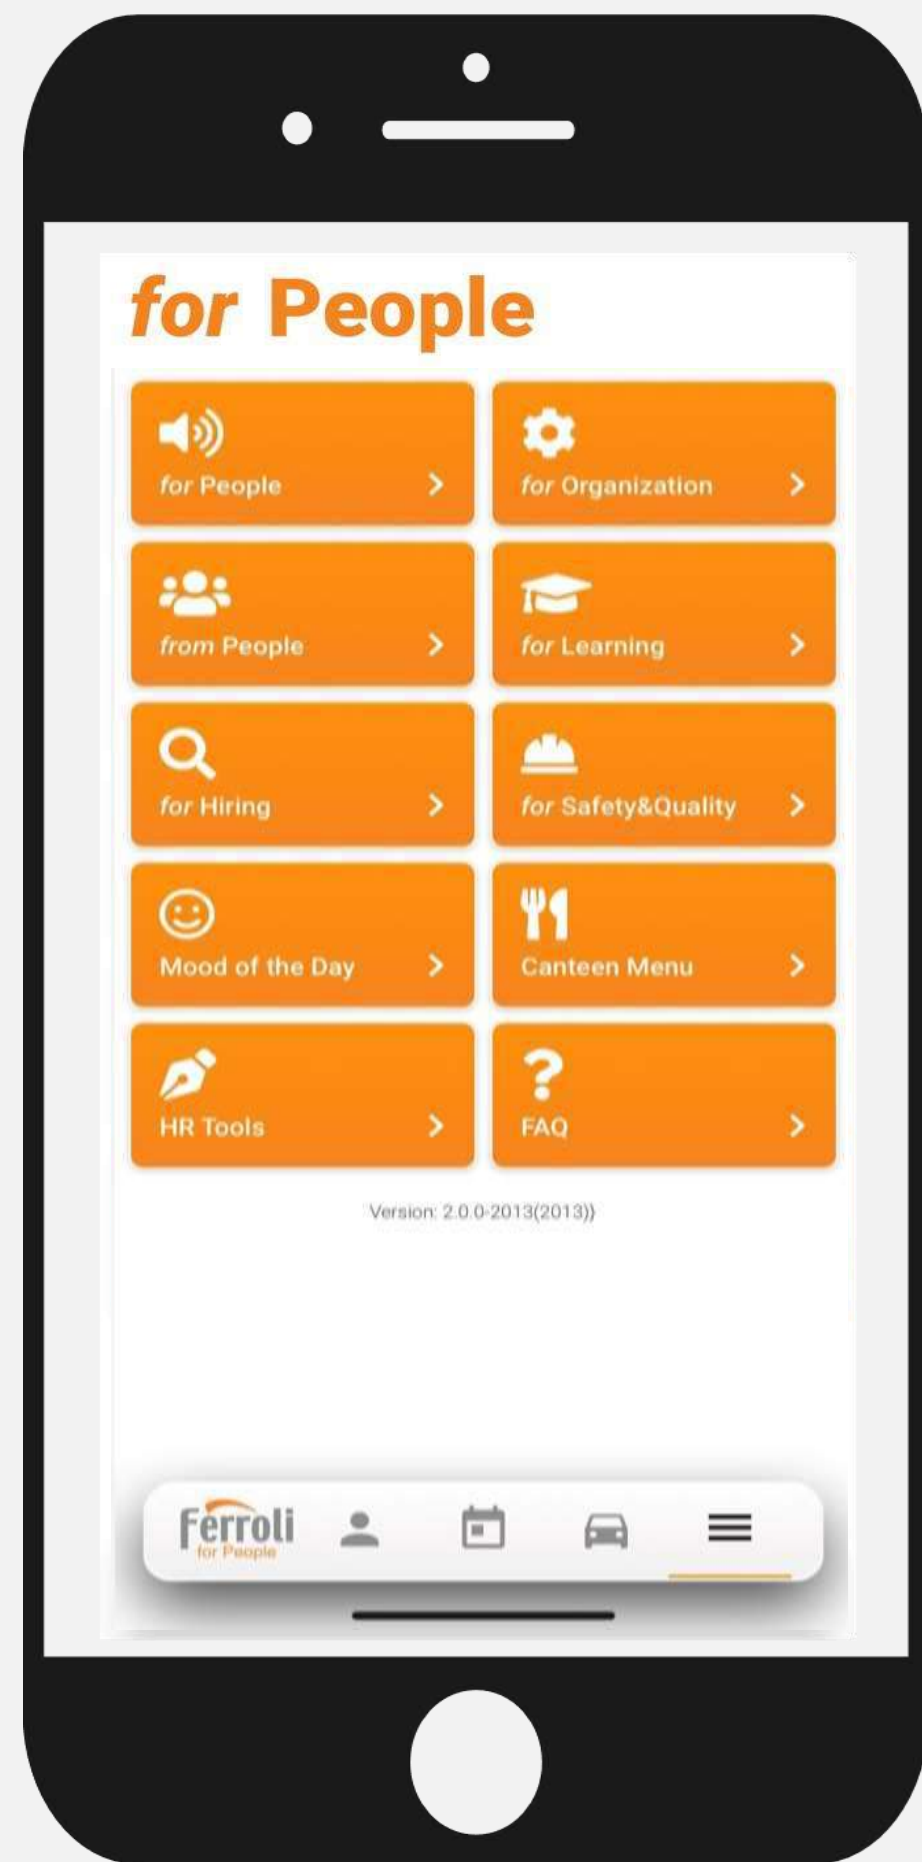 for People
for People
for Organization
from People
for Learning
for Hiring
for Safety&Quality
Mood of the Day
Canteen Menu
HR Tools
FAQ
Version: 2.0.0-2013(2013)}
Ferroli
for People